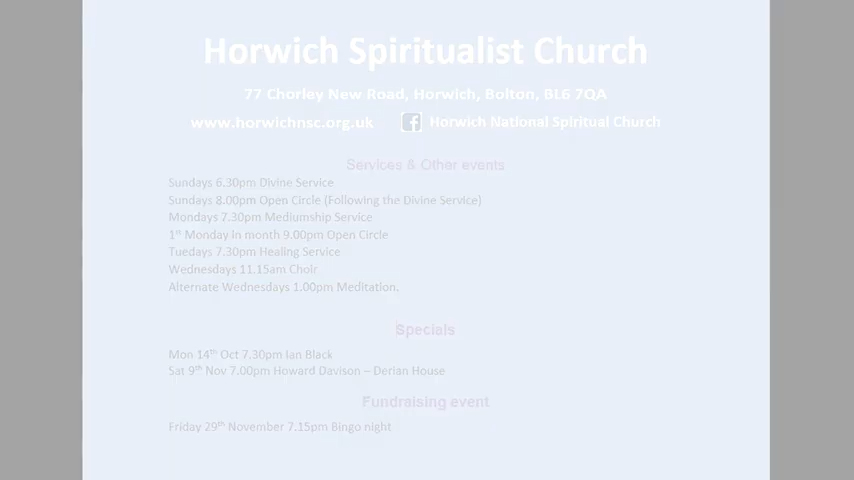 Horwich Spiritualist Church
77 Chorley New Road, Horwich, Bolton, BL6 7QA
www.horwichnsc.org.uk Horwich National Spiritual Church
Services & Other events
Sundays 6.30pm Divine Service
Sundays 8.00pm Open Circle (Following the Divine Service)
Mondays 7.30pm Mediumship Service
1st Monday in month 9.00pm Open Circle
Tuedays 7.30pm Healing Service
Wednesdays 11.15am Choir
Alternate Wednesdays 1.00pm Meditation.
Specials
Mon 14th Oct 7.30pm Ian Black
Sat 9th Nov 7.00pm Howard Davison – Derian House
Fundraising event
Friday 29th November 7.15pm Bingo night